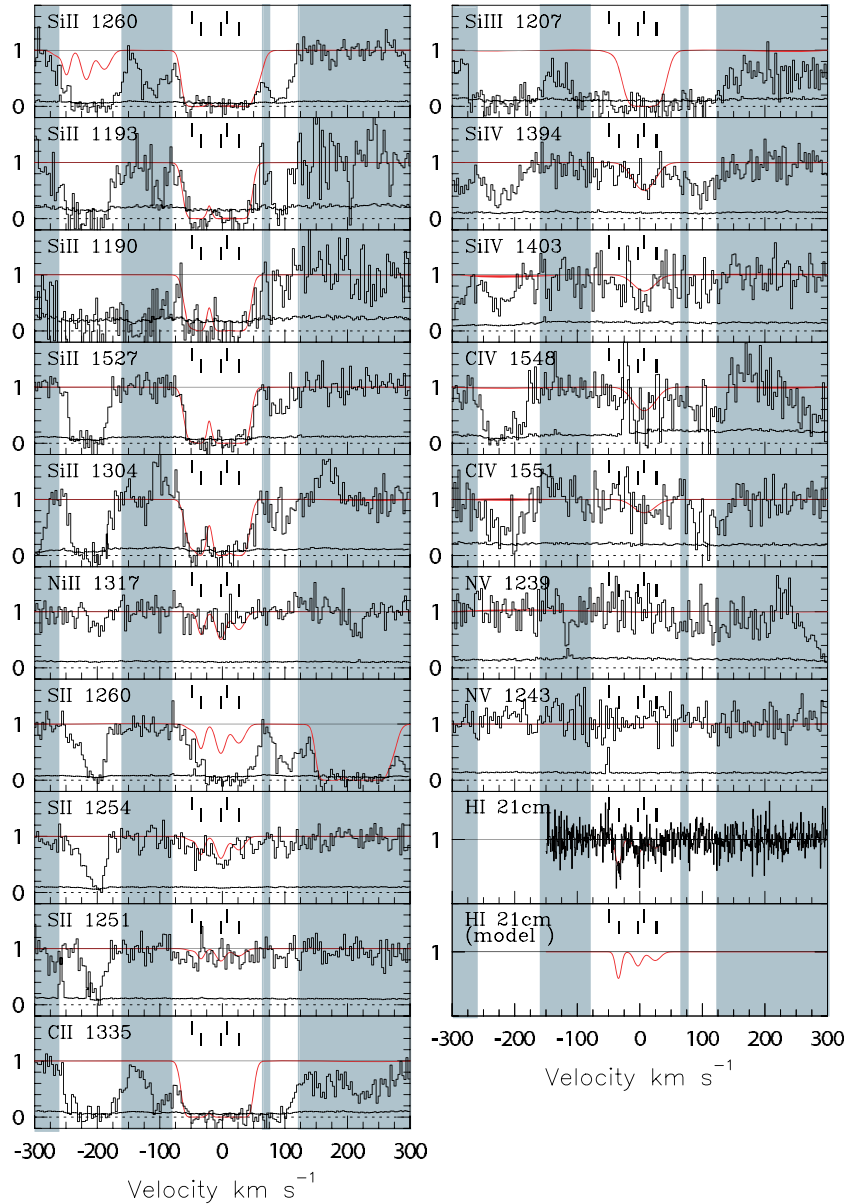 SiII 1260
1
0
SiII 1193
1
0
SiII 1190
1
0
SiII 1527
1
0
SiII 1304
1
0
NiII 1317
1
0
SII 1260
1
0
SII 1254
1
0
SII 1251
1
0
CII 1335
1
0
-300 -200 -100 0 100 200 300
Velocity km s⁻¹
SiIII 1207
1
0
SiIV 1394
1
0
SiIV 1403
1
0
CIV 1548
1
0
CIV 1551
1
0
NV 1239
1
0
NV 1243
1
0
HI 21cm
1
HI 21cm
(model )
1
-300 -200 -100 0 100 200 300
Velocity km s⁻¹